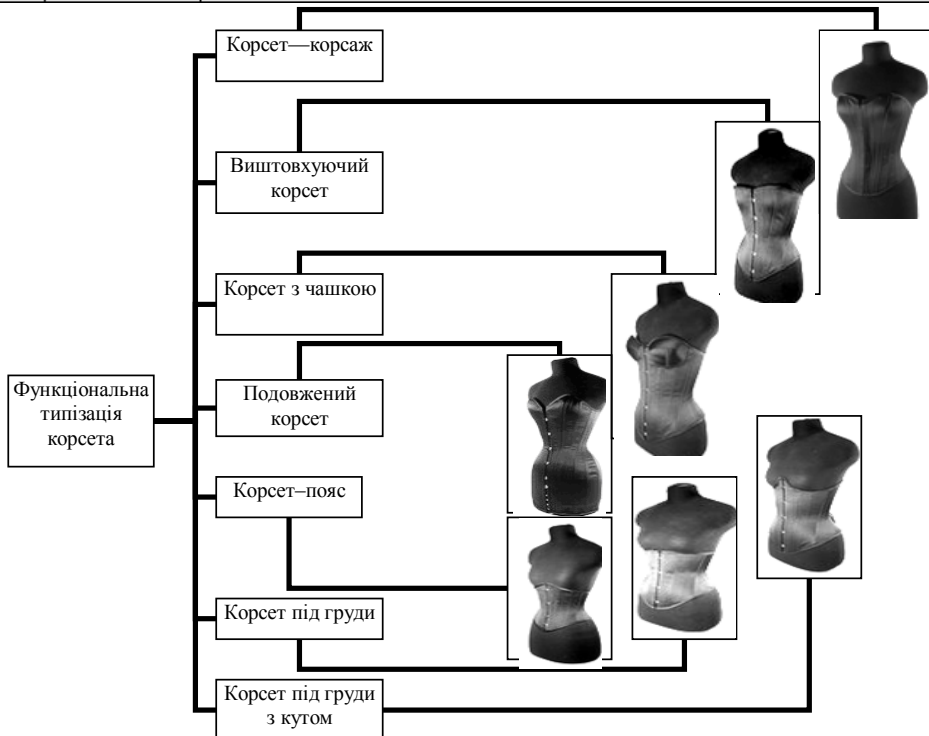 Корсет—корсаж
Виштовхуючий
корсет
Корсет з чашкою
Функціональна
типізація
корсета
Подовжений
корсет
Корсет–пояс
Корсет під груди
Корсет під груди
з кутом